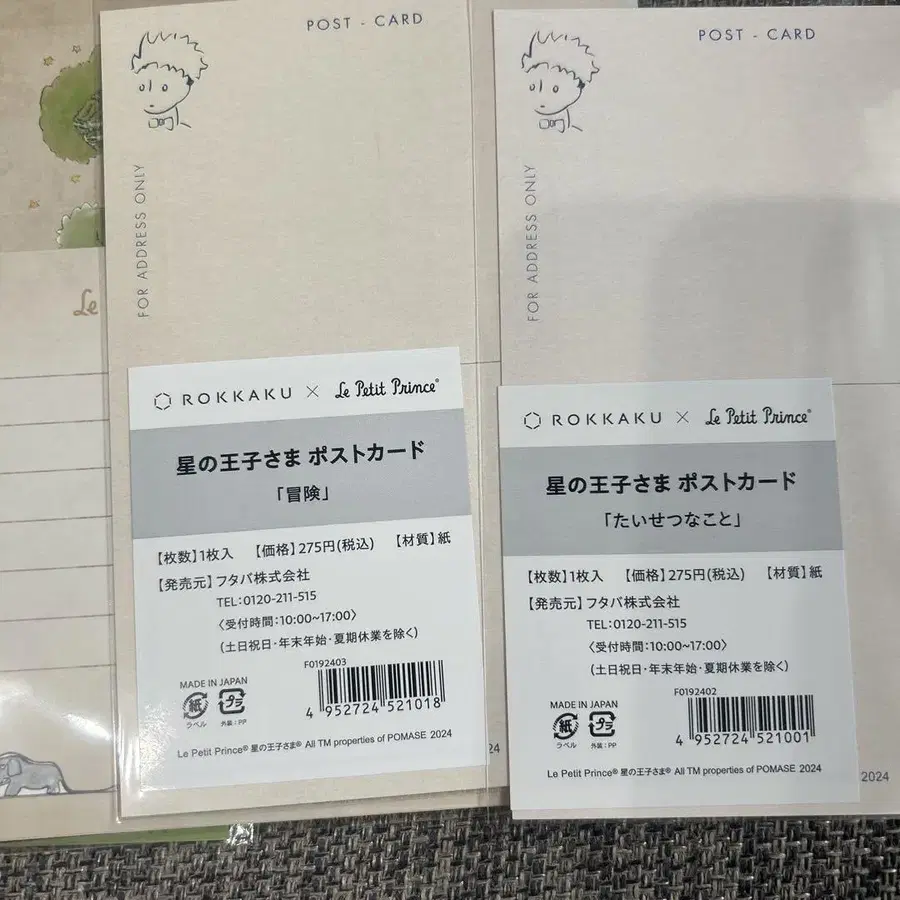 POST - CARD
FOR ADDRESS ONLY
ROKKAKU × Le Petit Prince®
星の王子さま ポストカード
「冒険」
【枚数】1枚入 【価格】275円(税込) 【材質】紙
【発売元】フタバ株式会社
TEL:0120-211-515
〈受付時間:10:00~17:00〉
(土日祝日・年末年始・夏期休業を除く)
F0192403
MADE IN JAPAN
紙
プラ
ラベル
外装:PP
4 952724 521018
Le Petit Prince® 星の王子さま® All TM properties of POMASE 2024
24
POST - CARD
FOR ADDRESS ONLY
ROKKAKU × Le Petit Prince®
星の王子さま ポストカード
「たいせつなこと」
【枚数】1枚入 【価格】275円(税込) 【材質】紙
【発売元】フタバ株式会社
TEL:0120-211-515
〈受付時間:10:00~17:00〉
(土日祝日・年末年始・夏期休業を除く)
F0192402
MADE IN JAPAN
紙
プラ
ラベル
外装:PP
4 952724 521001
Le Petit Prince® 星の王子さま® All TM properties of POMASE 2024
2024
Le